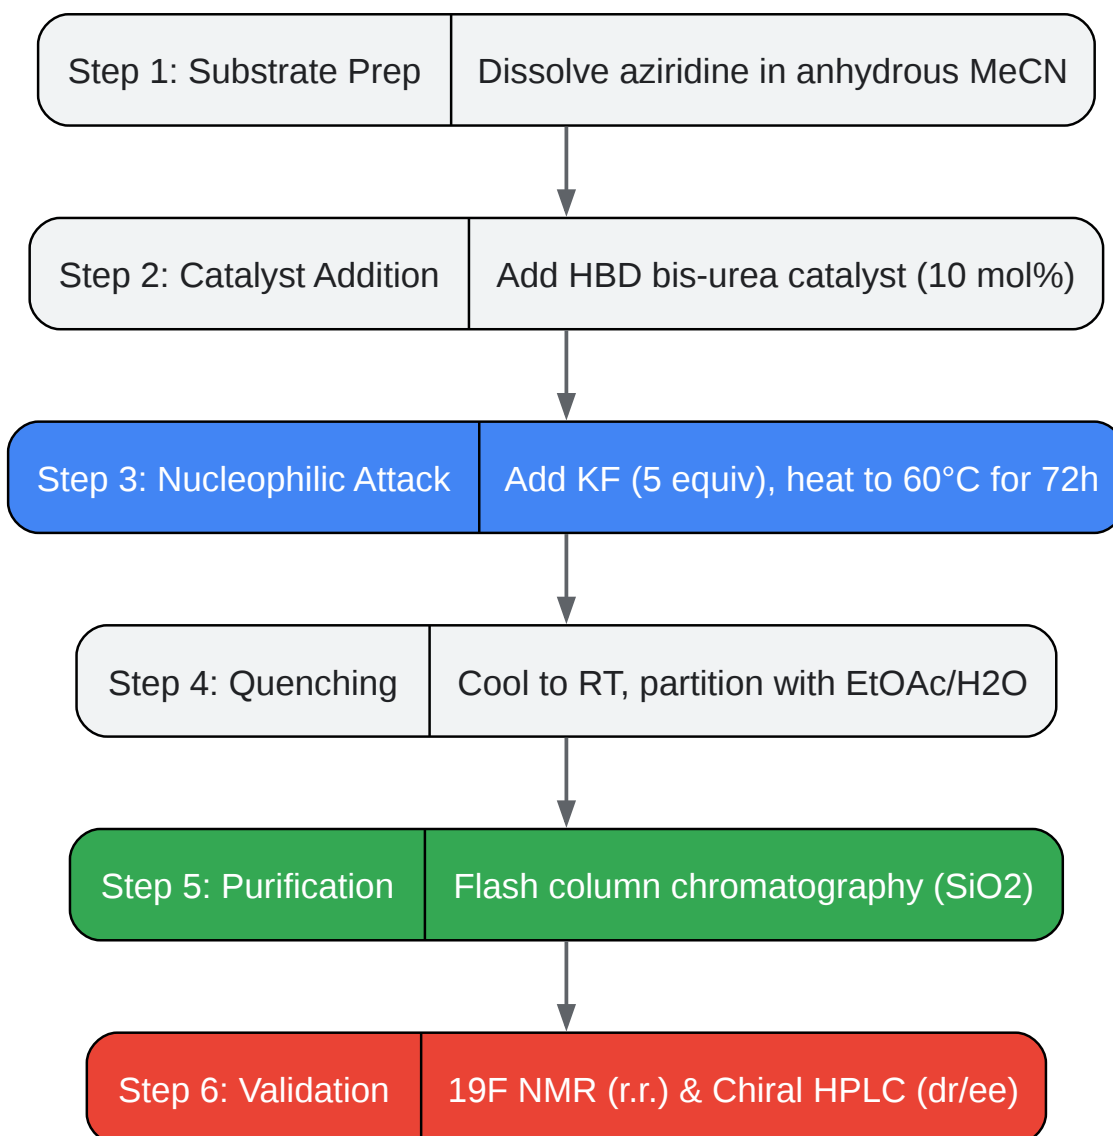 Step 1: Substrate Prep Dissolve aziridine in anhydrous MeCN
Step 2: Catalyst Addition Add HBD bis-urea catalyst (10 mol%)
Step 3: Nucleophilic Attack Add KF (5 equiv), heat to 60°C for 72h
Step 4: Quenching Cool to RT, partition with EtOAc/H2O
Step 5: Purification Flash column chromatography (SiO2)
Step 6: Validation 19F NMR (r.r.) & Chiral HPLC (dr/ee)